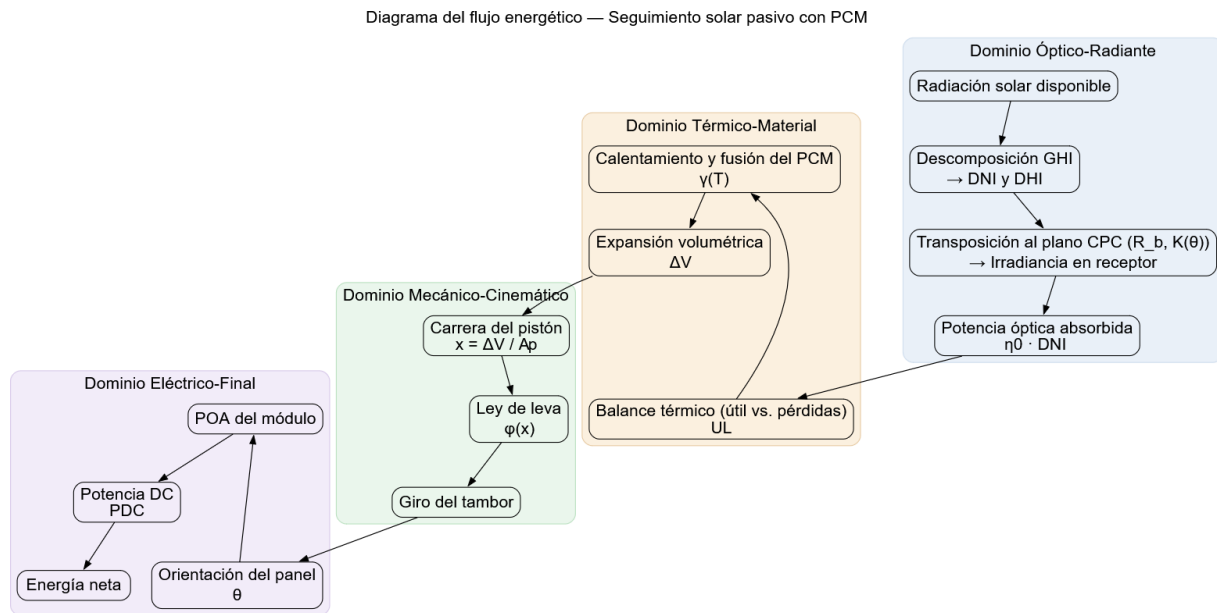 Diagrama del flujo energético — Seguimiento solar pasivo con PCM
Dominio Óptico-Radiante
Radiación solar disponible
Descomposición GHI
→ DNI y DHI
Transposición al plano CPC (R_b, K(θ))
→ Irradiancia en receptor
Potencia óptica absorbida
η0 · DNI
Dominio Térmico-Material
Calentamiento y fusión del PCM
γ(T)
Expansión volumétrica
ΔV
Balance térmico (útil vs. pérdidas)
UL
Dominio Mecánico-Cinemático
Carrera del pistón
x = ΔV / Ap
Ley de leva
φ(x)
Giro del tambor
Dominio Eléctrico-Final
POA del módulo
Potencia DC
PDC
Energía neta
Orientación del panel
θ